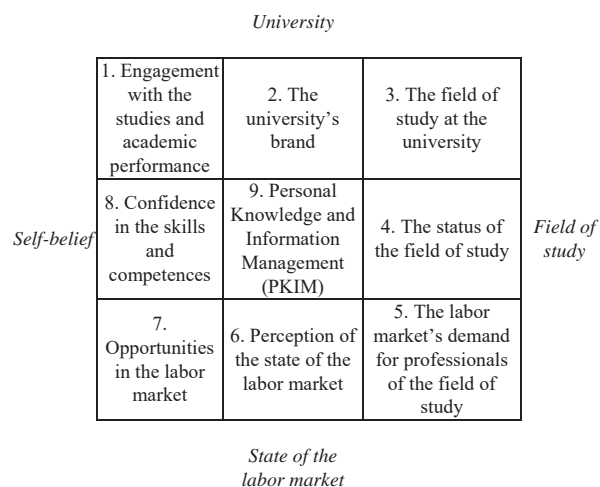 University
1. Engagement
with the
studies and
academic
performance
2. The
university’s
brand
3. The field of
study at the
university
Self-belief
8. Confidence
in the skills
and
competences
9. Personal
Knowledge and
Information
Management
(PKIM)
4. The status of
the field of study
Field of
study
7.
Opportunities
in the labor
market
6. Perception of
the state of the
labor market
5. The labor
market’s demand
for professionals
of the field of
study
State of the
labor market